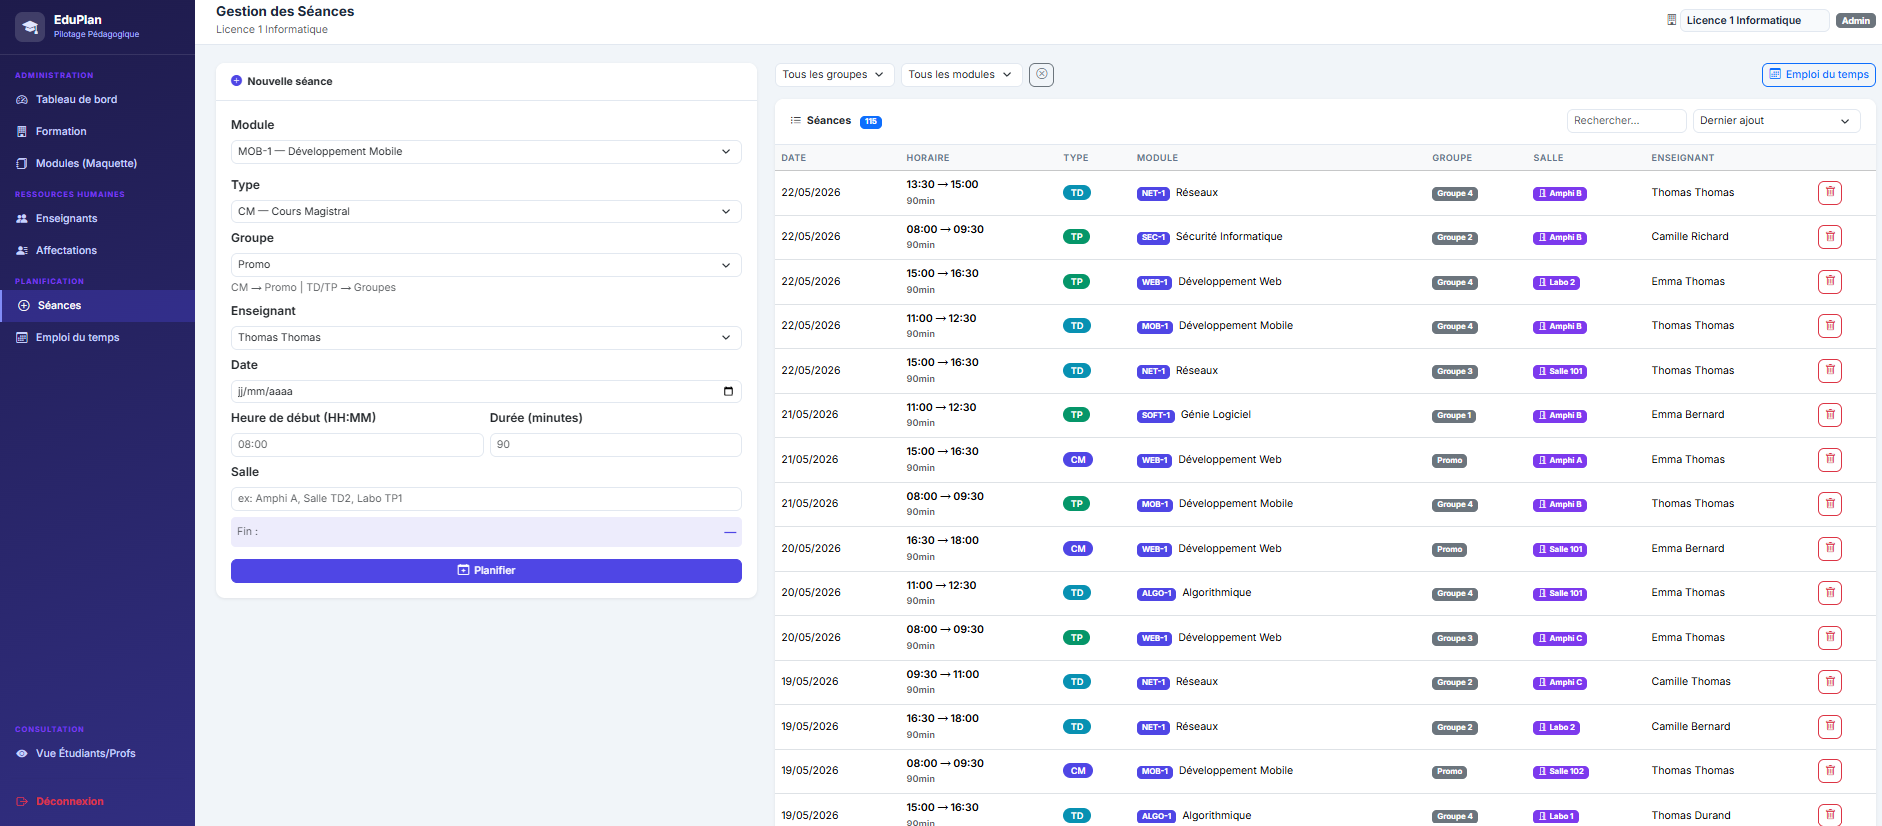 EduPlan
Pilotage Pédagogique
ADMINISTRATION
Tableau de bord
Formation
Modules (Maquette)
RESSOURCES HUMAINES
Enseignants
Affectations
PLANIFICATION
Séances
Emploi du temps
CONSULTATION
Vue Étudiants/Profs
Déconnexion
Gestion des Séances
Licence 1 Informatique
Licence 1 Informatique Admin
Nouvelle séance
Module
MOB-1 — Développement Mobile
Type
CM — Cours Magistral
Groupe
Promo
CM → Promo | TD/TP → Groupes
Enseignant
Thomas Thomas
Date
jj/mm/aaaa
Heure de début (HH:MM) Durée (minutes)
08:00 90
Salle
ex: Amphi A, Salle TD2, Labo TP1
Fin : —
Planifier
Tous les groupes Tous les modules Emploi du temps
Séances 115 Rechercher... Dernier ajout
DATE HORAIRE TYPE MODULE GROUPE SALLE ENSEIGNANT
22/05/2026 13:30 → 15:00 TD NET-1 Réseaux Groupe 4 Amphi B Thomas Thomas
90min
22/05/2026 08:00 → 09:30 TP SEC-1 Sécurité Informatique Groupe 2 Amphi B Camille Richard
90min
22/05/2026 15:00 → 16:30 TP WEB-1 Développement Web Groupe 4 Labo 2 Emma Thomas
90min
22/05/2026 11:00 → 12:30 TD MOB-1 Développement Mobile Groupe 4 Amphi B Thomas Thomas
90min
22/05/2026 15:00 → 16:30 TD NET-1 Réseaux Groupe 3 Salle 101 Thomas Thomas
90min
21/05/2026 11:00 → 12:30 TP SOFT-1 Génie Logiciel Groupe 1 Amphi B Emma Bernard
90min
21/05/2026 15:00 → 16:30 CM WEB-1 Développement Web Promo Amphi A Emma Thomas
90min
21/05/2026 08:00 → 09:30 TP MOB-1 Développement Mobile Groupe 4 Amphi B Thomas Thomas
90min
20/05/2026 16:30 → 18:00 CM WEB-1 Développement Web Promo Salle 101 Emma Bernard
90min
20/05/2026 11:00 → 12:30 TD ALGO-1 Algorithmique Groupe 4 Salle 101 Emma Thomas
90min
20/05/2026 08:00 → 09:30 TP WEB-1 Développement Web Groupe 3 Amphi C Emma Thomas
90min
19/05/2026 09:30 → 11:00 TD NET-1 Réseaux Groupe 2 Amphi C Camille Thomas
90min
19/05/2026 16:30 → 18:00 TD NET-1 Réseaux Groupe 2 Labo 2 Camille Bernard
90min
19/05/2026 08:00 → 09:30 CM MOB-1 Développement Mobile Promo Salle 102 Thomas Thomas
90min
19/05/2026 15:00 → 16:30 TD ALGO-1 Algorithmique Groupe 4 Labo 1 Thomas Durand
90min